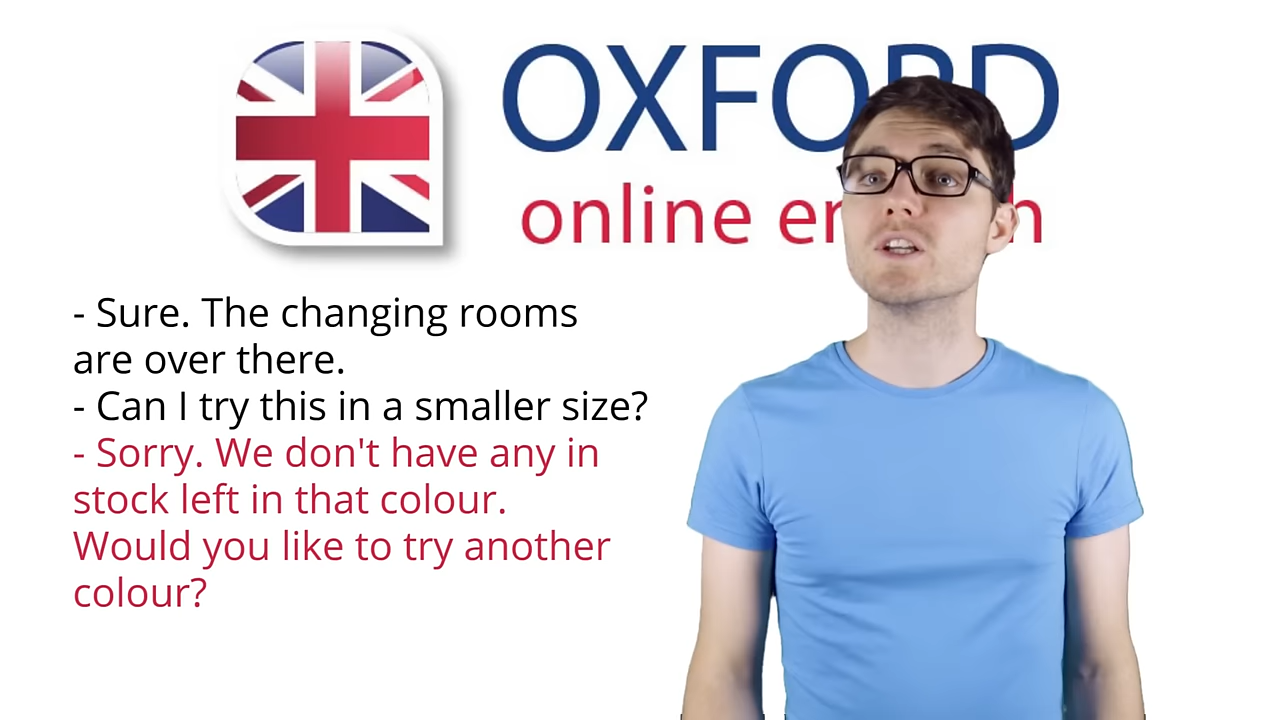 OXFORD
online en h
- Sure. The changing rooms
are over there.
- Can I try this in a smaller size?
- Sorry. We don't have any in
stock left in that colour.
Would you like to try another
colour?